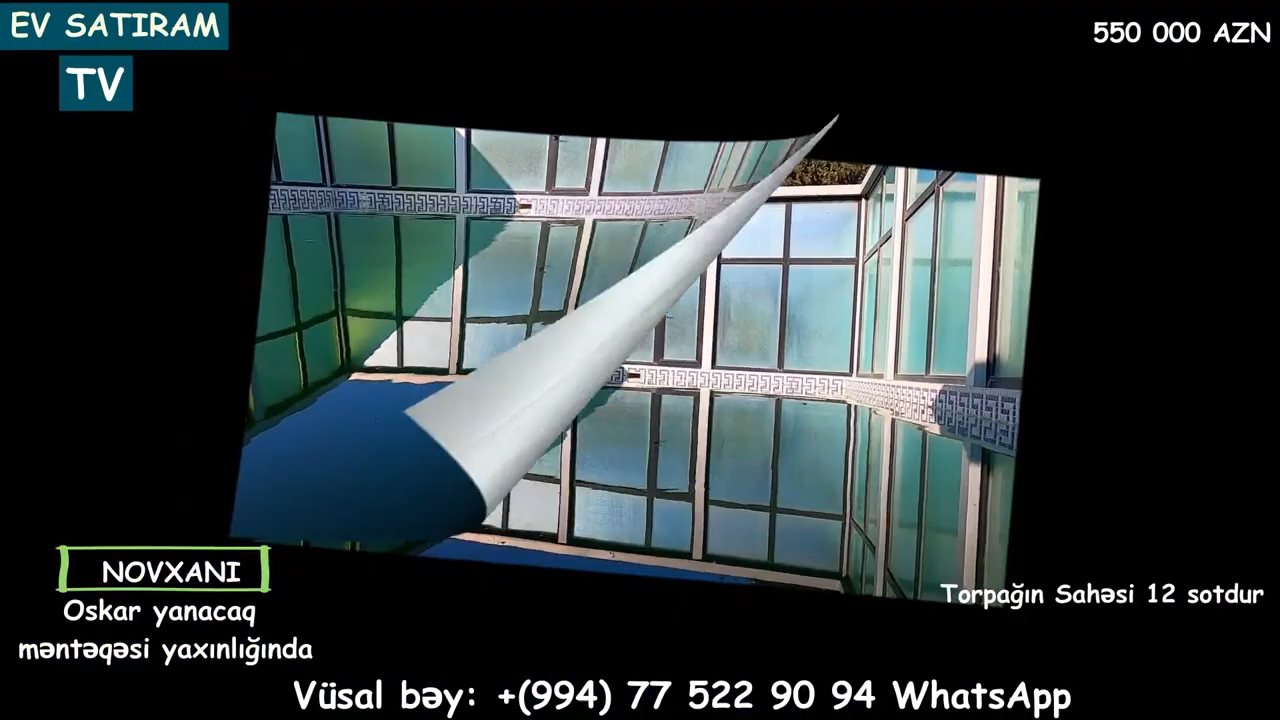 EV SATIRAM
TV
550 000 AZN
NOVXANI
Oskar yanacaq
məntəqəsi yaxınlığında
Torpağın Sahəsi 12 sotdur
Vüsal bəy: +(994) 77 522 90 94 WhatsApp